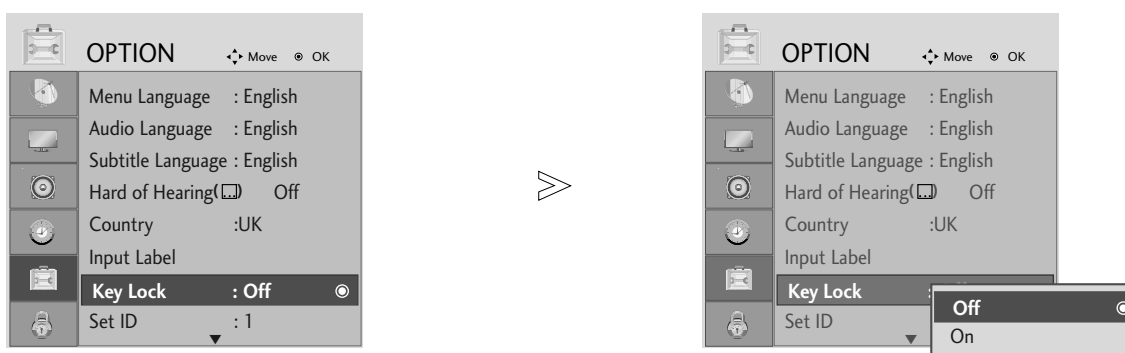 OPTION Move OK
Menu Language : English
Audio Language : English
Subtitle Language : English
Hard of Hearing( ) Off
Country :UK
Input Label
Key Lock : Off
Set ID : 1
OPTION Move OK
Menu Language : English
Audio Language : English
Subtitle Language : English
Hard of Hearing( ) Off
Country :UK
Input Label
Key Lock :
Set ID
Off
On